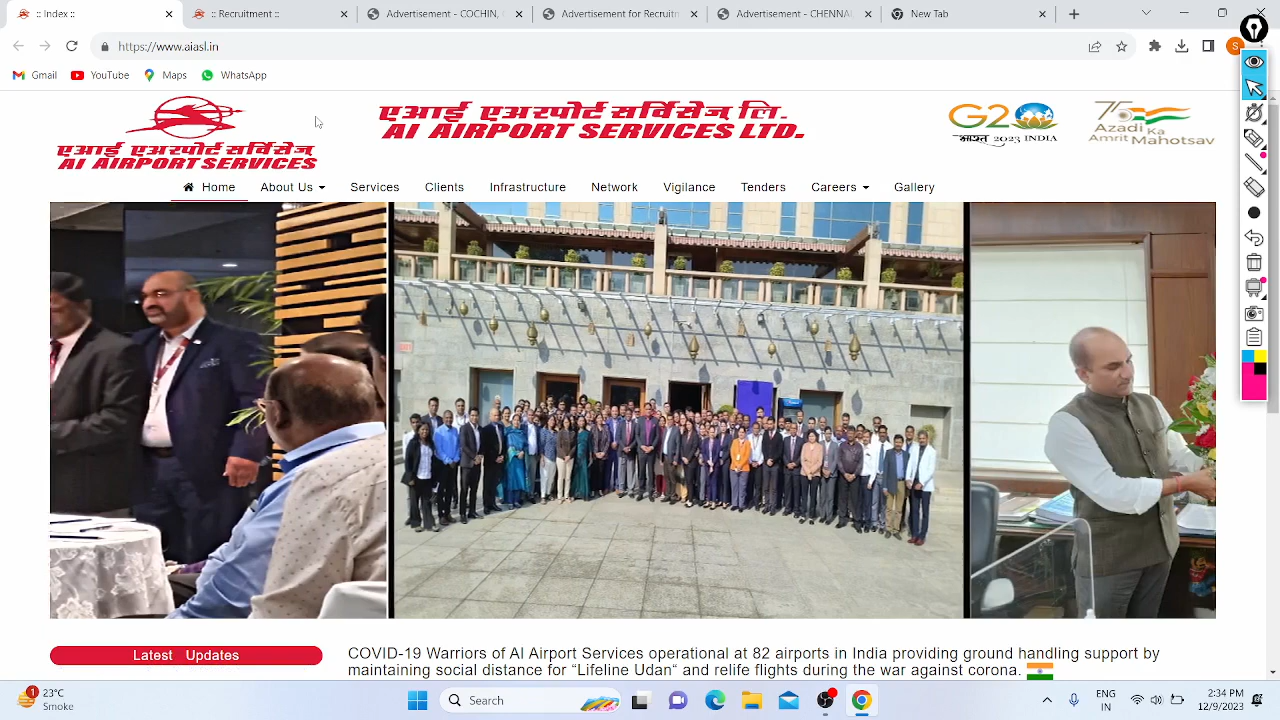 :: Index ::
:: Recruitment ::
Advertisement - COCHIN,
Advertisement for Recruitm
Advertisement - CHENNAI,
New Tab
https://www.aiasl.in
S
Gmail
YouTube
Maps
WhatsApp
एआई एअरपोर्ट सर्विसेज्
AI AIRPORT SERVICES
एआई एअरपोर्ट सर्विसेज् लि.
AI AIRPORT SERVICES LTD.
G20
भारत 2023 INDIA
75
Azadi Ka
Amrit Mahotsav
Home
About Us
Services
Clients
Infrastructure
Network
Vigilance
Tenders
Careers
Gallery
Latest Updates
COVID-19 Warriors of AI Airport Services operational at 82 airports in India providing ground handling support by
maintaining social distance for “Lifeline Udan“ and relife flights during the war against corona.
1
23°C
Smoke
Search
ENG
IN
2:34 PM
12/9/2023